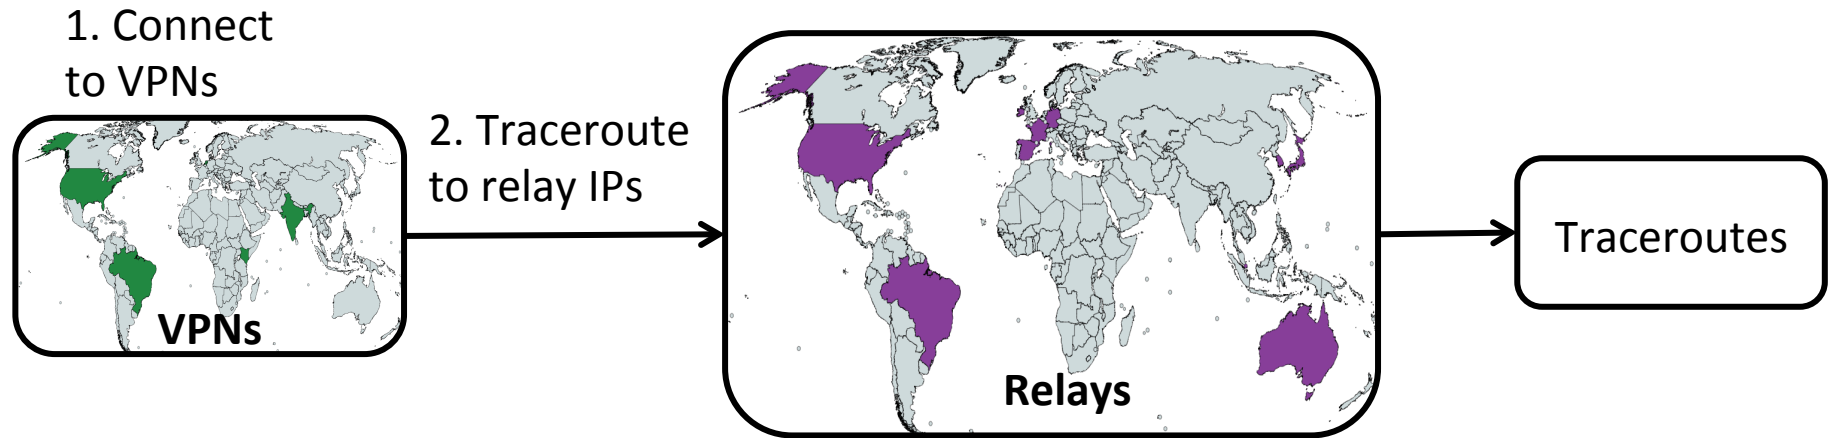 1. Connect
to VPNs
VPNs
2. Traceroute
to relay IPs
Relays
Traceroutes